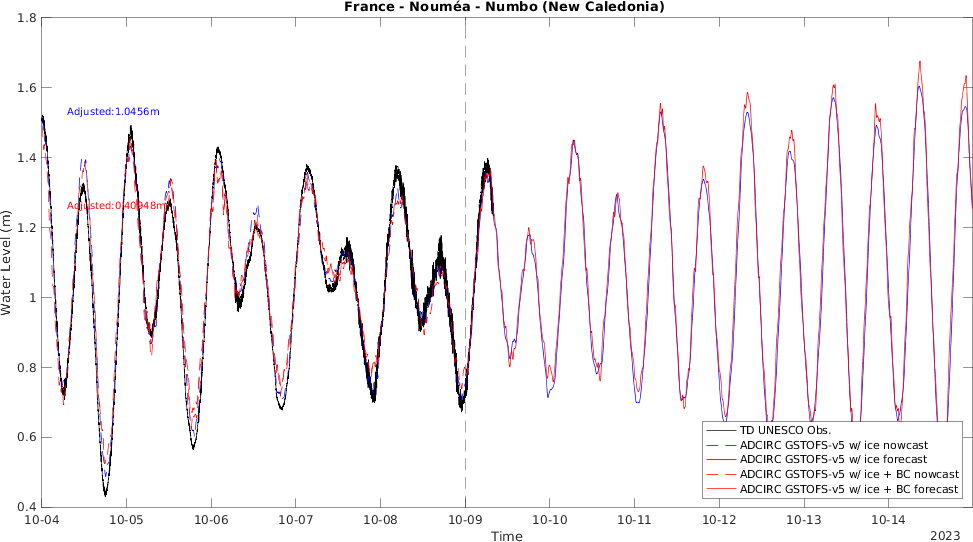 France - Nouméa - Numbo (New Caledonia)
1.8
1.6
1.4
1.2
1
0.8
0.6
0.4
Water Level (m)
Adjusted:1.0456m
Adjusted:0.40948m
TD UNESCO Obs.
ADCIRC GSTOFS-v5 w/ ice nowcast
ADCIRC GSTOFS-v5 w/ ice forecast
ADCIRC GSTOFS-v5 w/ ice + BC nowcast
ADCIRC GSTOFS-v5 w/ ice + BC forecast
10-04 10-05 10-06 10-07 10-08 10-09 10-10 10-11 10-12 10-13 10-14
Time
2023